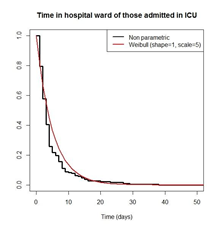 Time in hospital ward of those admitted in ICU
Non parametric
Weibull (shape=1, scale=5)
1.0
0.8
0.6
0.4
0.2
0.0
0 10 20 30 40 50
Time (days)